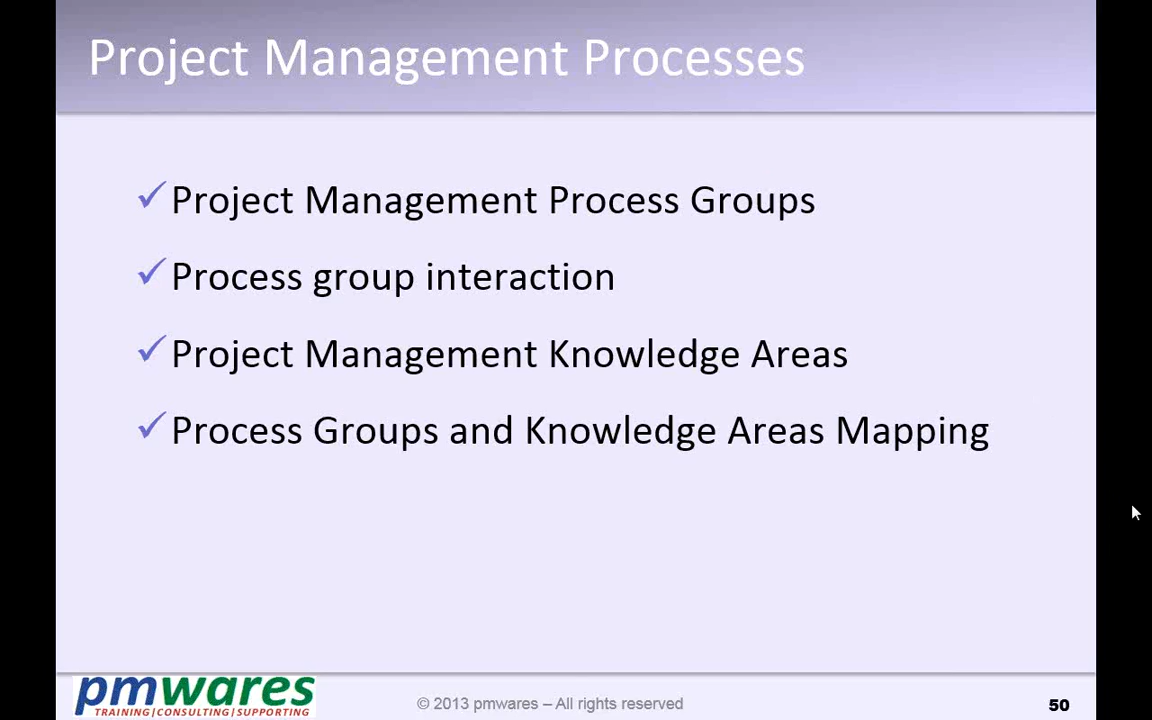 Project Management Processes
Project Management Process Groups
Process group interaction
Project Management Knowledge Areas
Process Groups and Knowledge Areas Mapping
pmwares
TRAINING|CONSULTING|SUPPORTING
© 2013 pmwares – All rights reserved
50